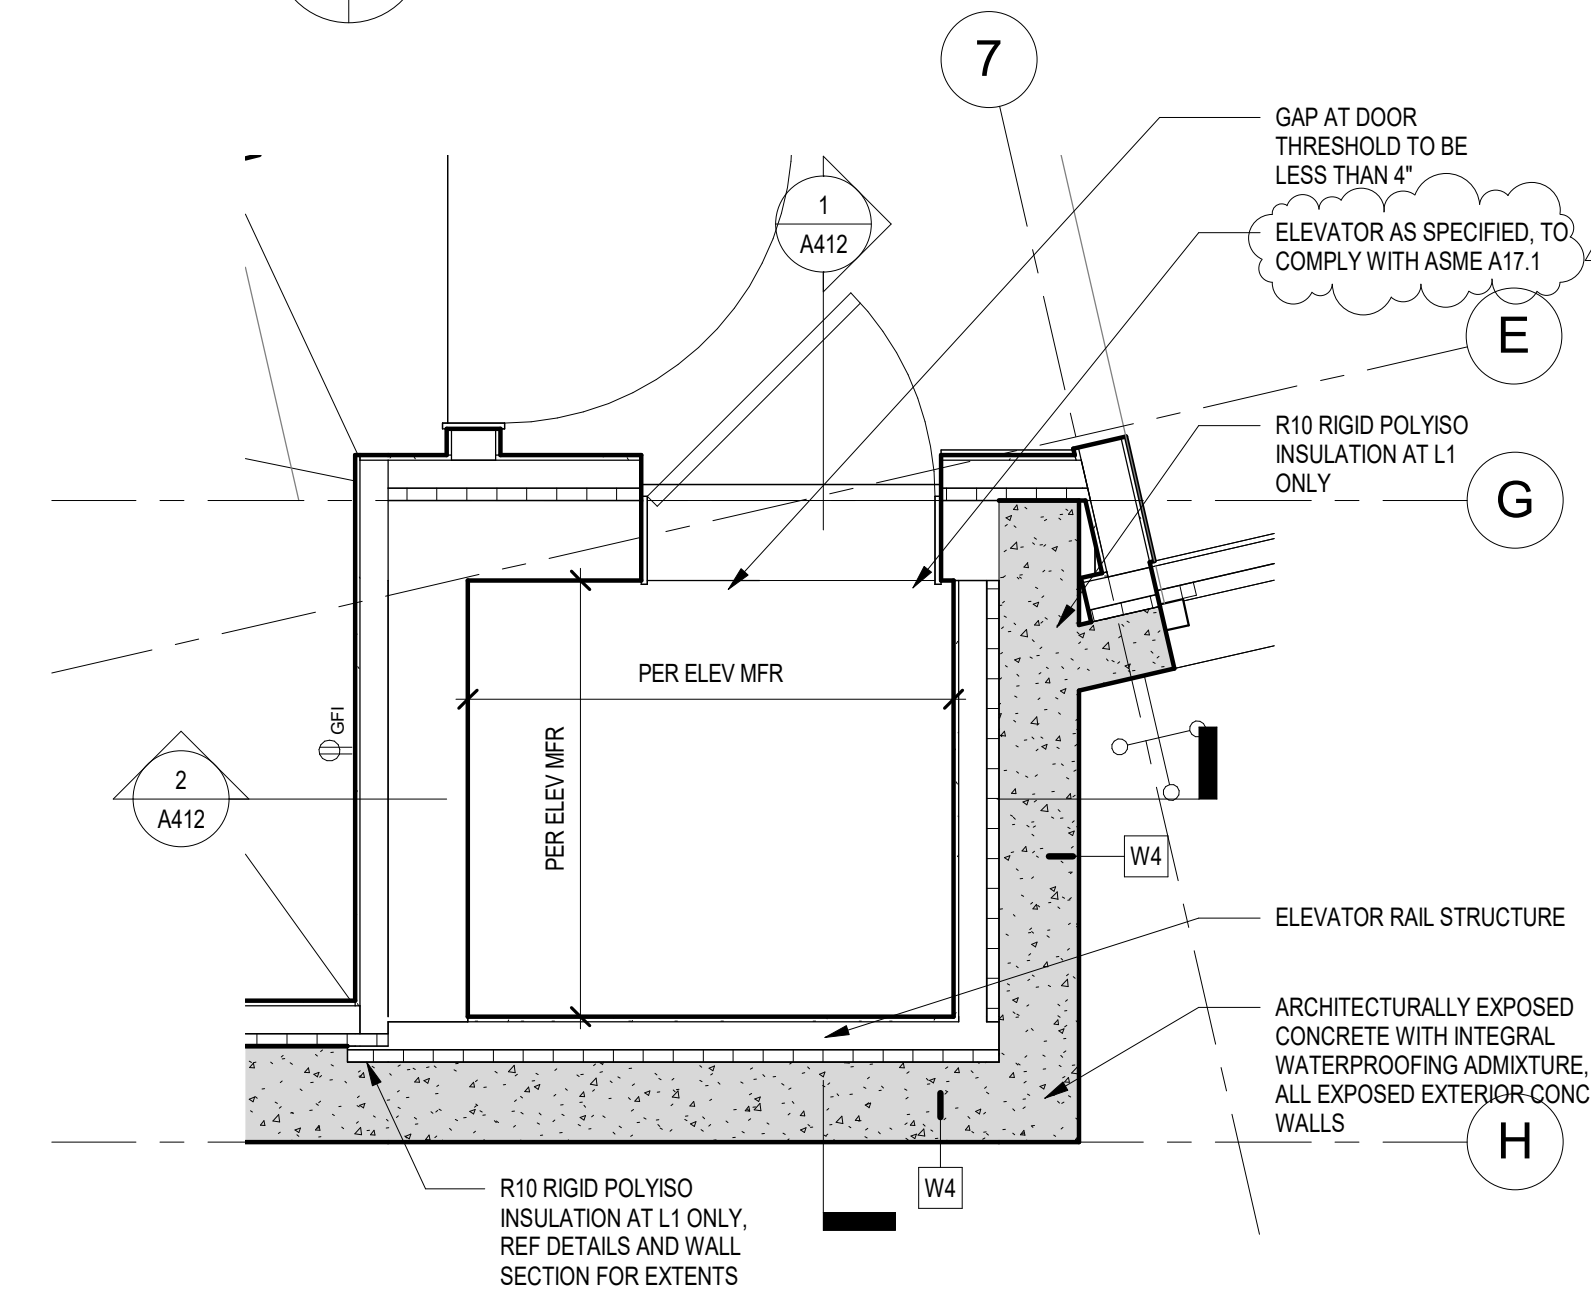 7
GAP AT DOOR
THRESHOLD TO BE
LESS THAN 4"
1
A412
ELEVATOR AS SPECIFIED, TO
COMPLY WITH ASME A17.1
E
R10 RIGID POLYISO
INSULATION AT L1
ONLY
G
PER ELEV MFR
PER ELEV MFR
GFI
2
A412
W4
ELEVATOR RAIL STRUCTURE
ARCHITECTURALLY EXPOSED
CONCRETE WITH INTEGRAL
WATERPROOFING ADMIXTURE,
ALL EXPOSED EXTERIOR CONC
WALLS
H
W4
R10 RIGID POLYISO
INSULATION AT L1 ONLY,
REF DETAILS AND WALL
SECTION FOR EXTENTS